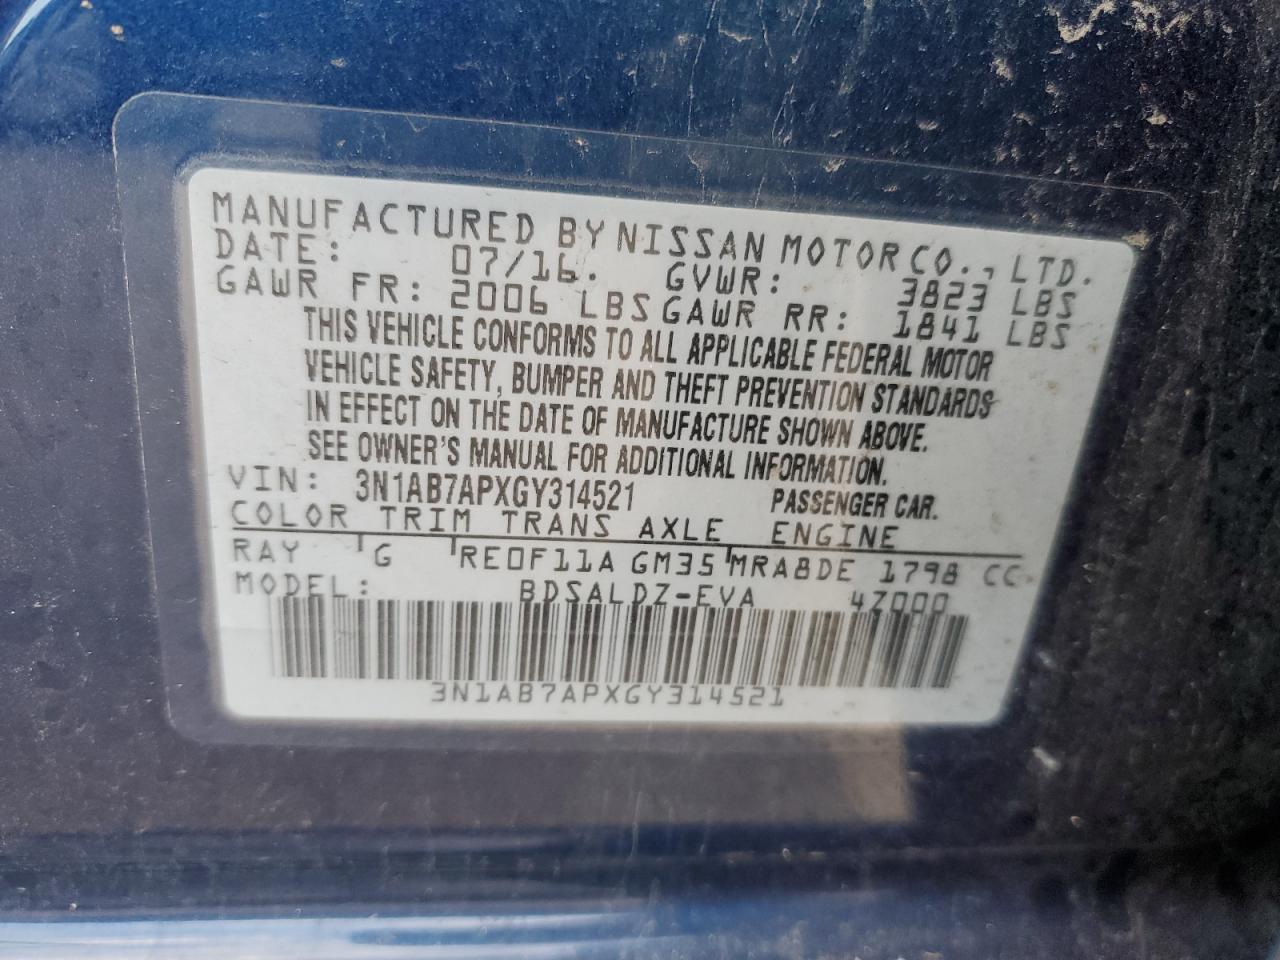 MANUFACTURED BY NISSAN MOTOR CO., LTD.
DATE: 07/16. GVWR: 3823 LBS
GAWR FR: 2006 LBS GAWR RR: 1841 LBS
THIS VEHICLE CONFORMS TO ALL APPLICABLE FEDERAL MOTOR
VEHICLE SAFETY, BUMPER AND THEFT PREVENTION STANDARDS
IN EFFECT ON THE DATE OF MANUFACTURE SHOWN ABOVE.
SEE OWNER'S MANUAL FOR ADDITIONAL INFORMATION.
VIN: 3N1AB7APXGY314521 PASSENGER CAR.
COLOR TRIM TRANS AXLE ENGINE
RAY G RE0F11A GM35 MRA8DE 1798 CC
MODEL: BDSALDZ-EVA 4Z000
3N1AB7APXGY314521